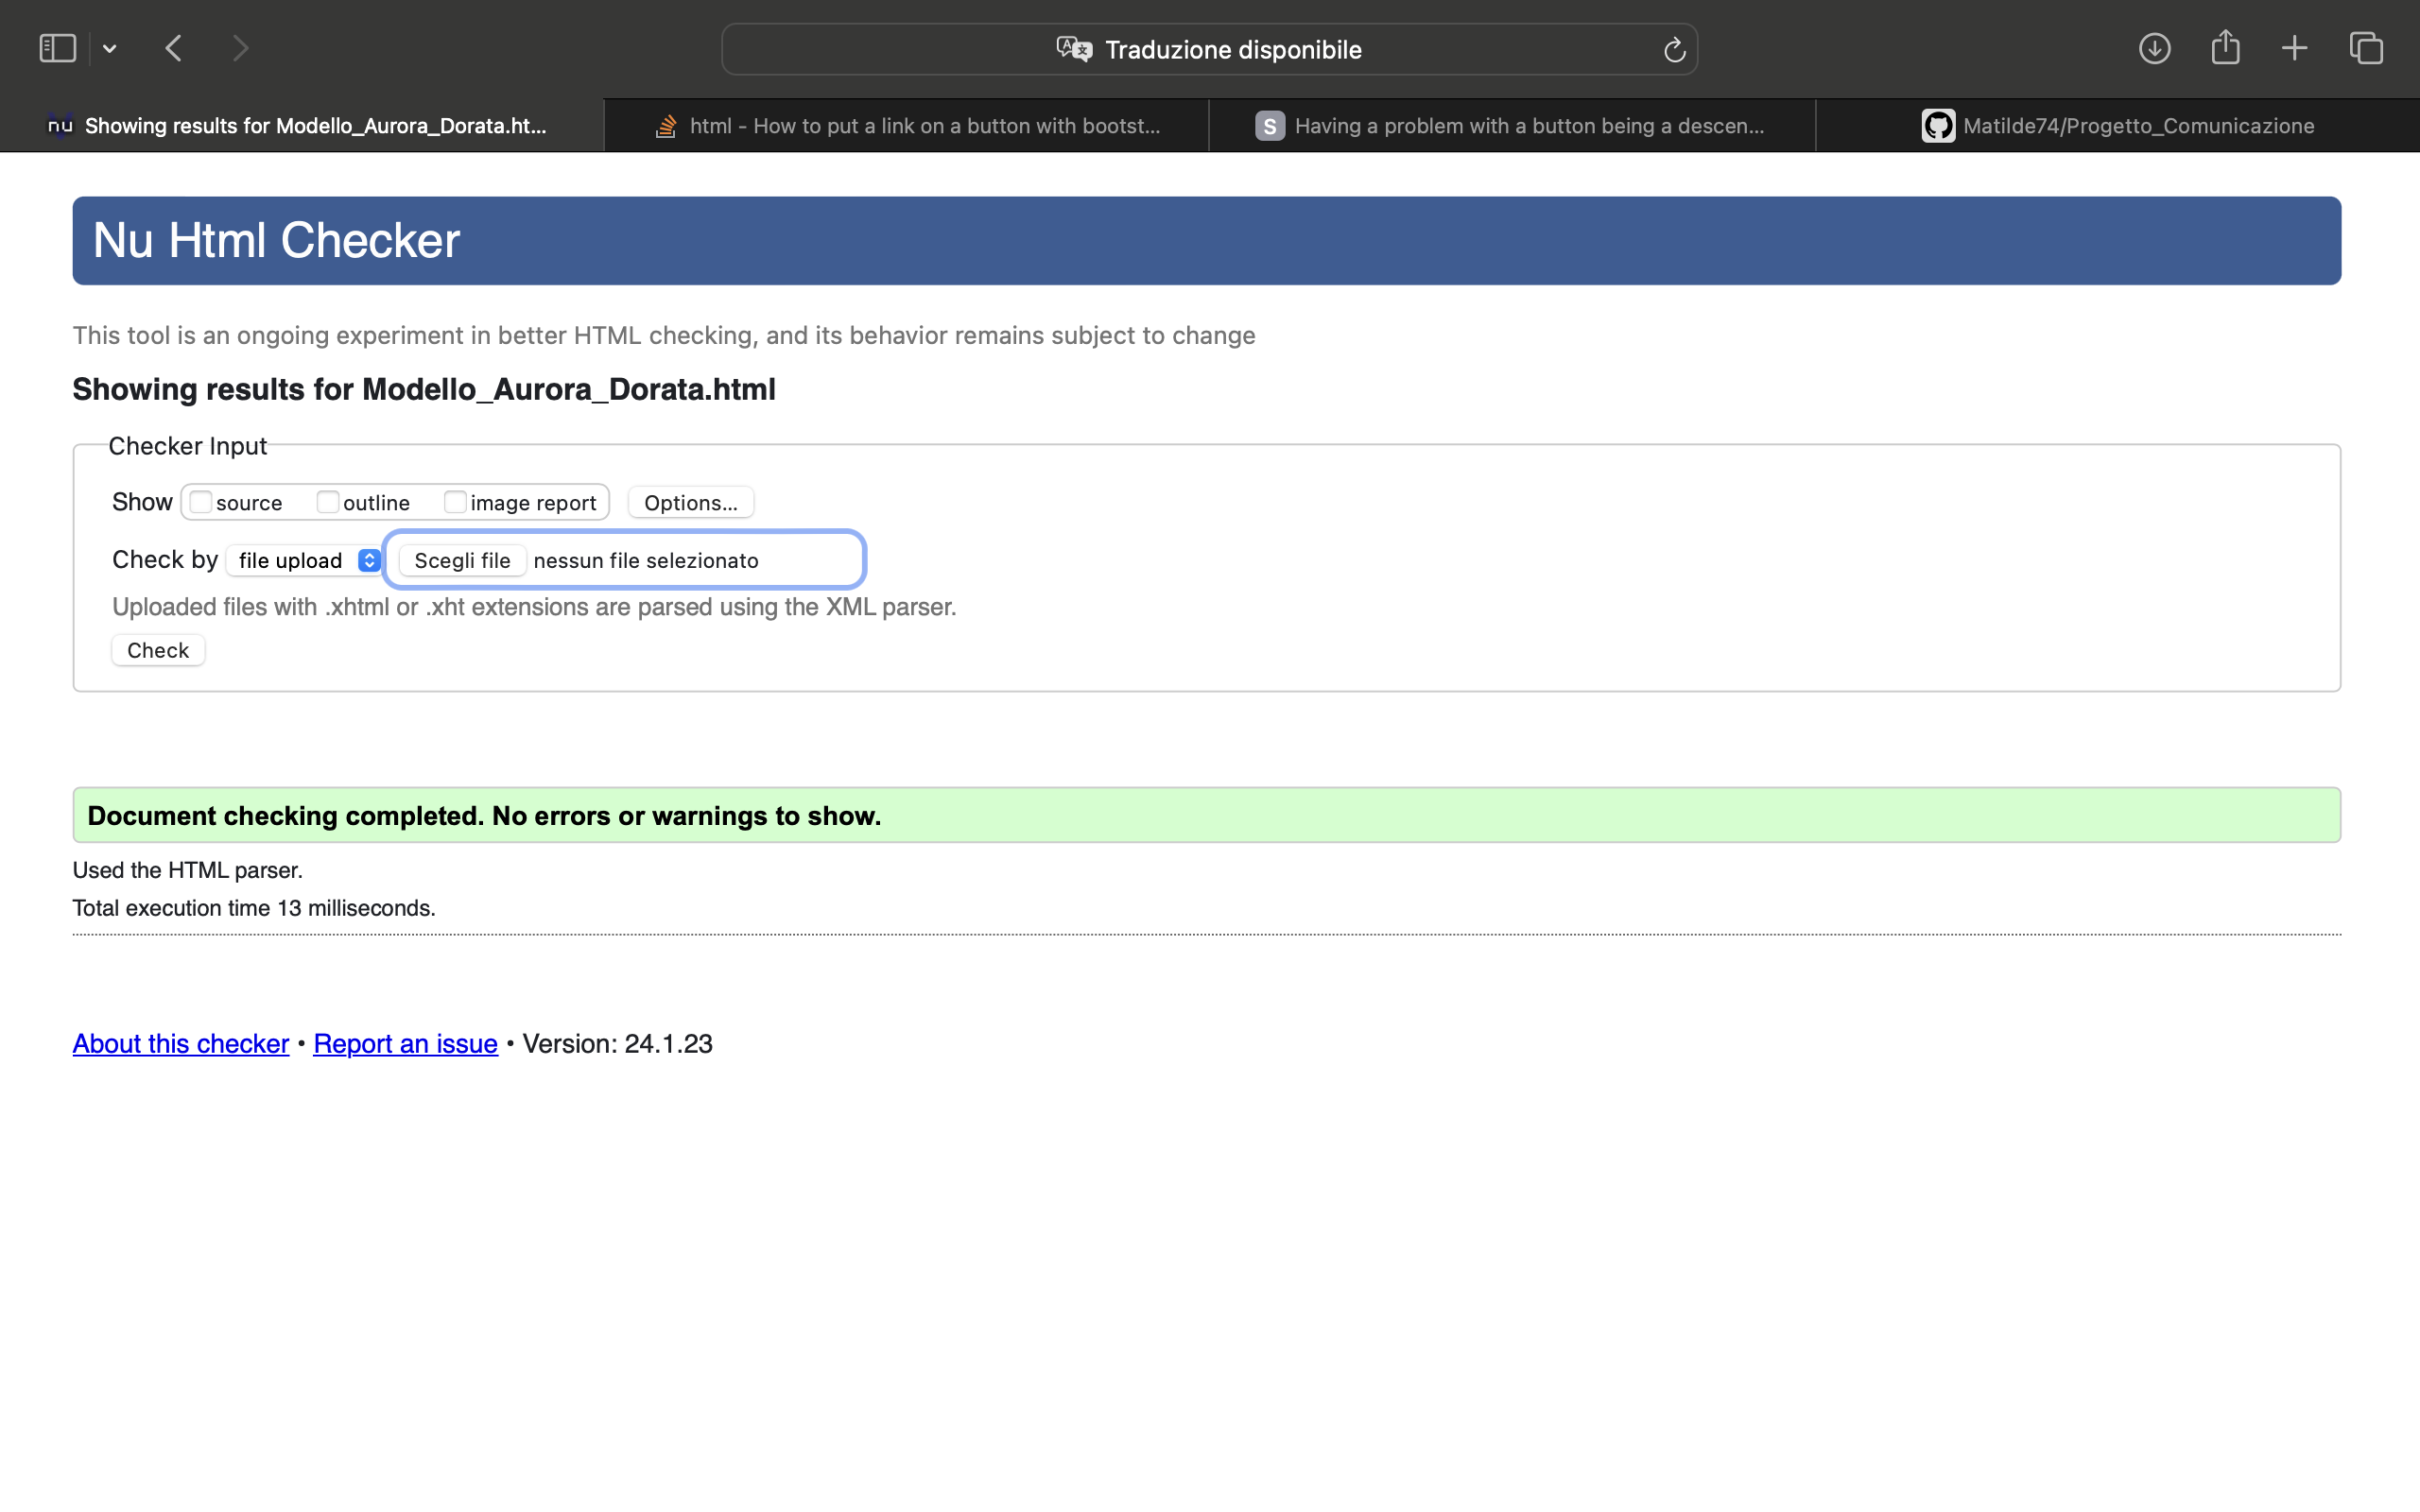 Traduzione disponibile
nu Showing results for Modello_Aurora_Dorata.ht...
html - How to put a link on a button with bootst...
S Having a problem with a button being a descen...
Matilde74/Progetto_Comunicazione
Nu Html Checker
This tool is an ongoing experiment in better HTML checking, and its behavior remains subject to change
Showing results for Modello_Aurora_Dorata.html
Checker Input
Show source outline image report Options...
Check by file upload Scegli file nessun file selezionato
Uploaded files with .xhtml or .xht extensions are parsed using the XML parser.
Check
Document checking completed. No errors or warnings to show.
Used the HTML parser.
Total execution time 13 milliseconds.
About this checker • Report an issue • Version: 24.1.23